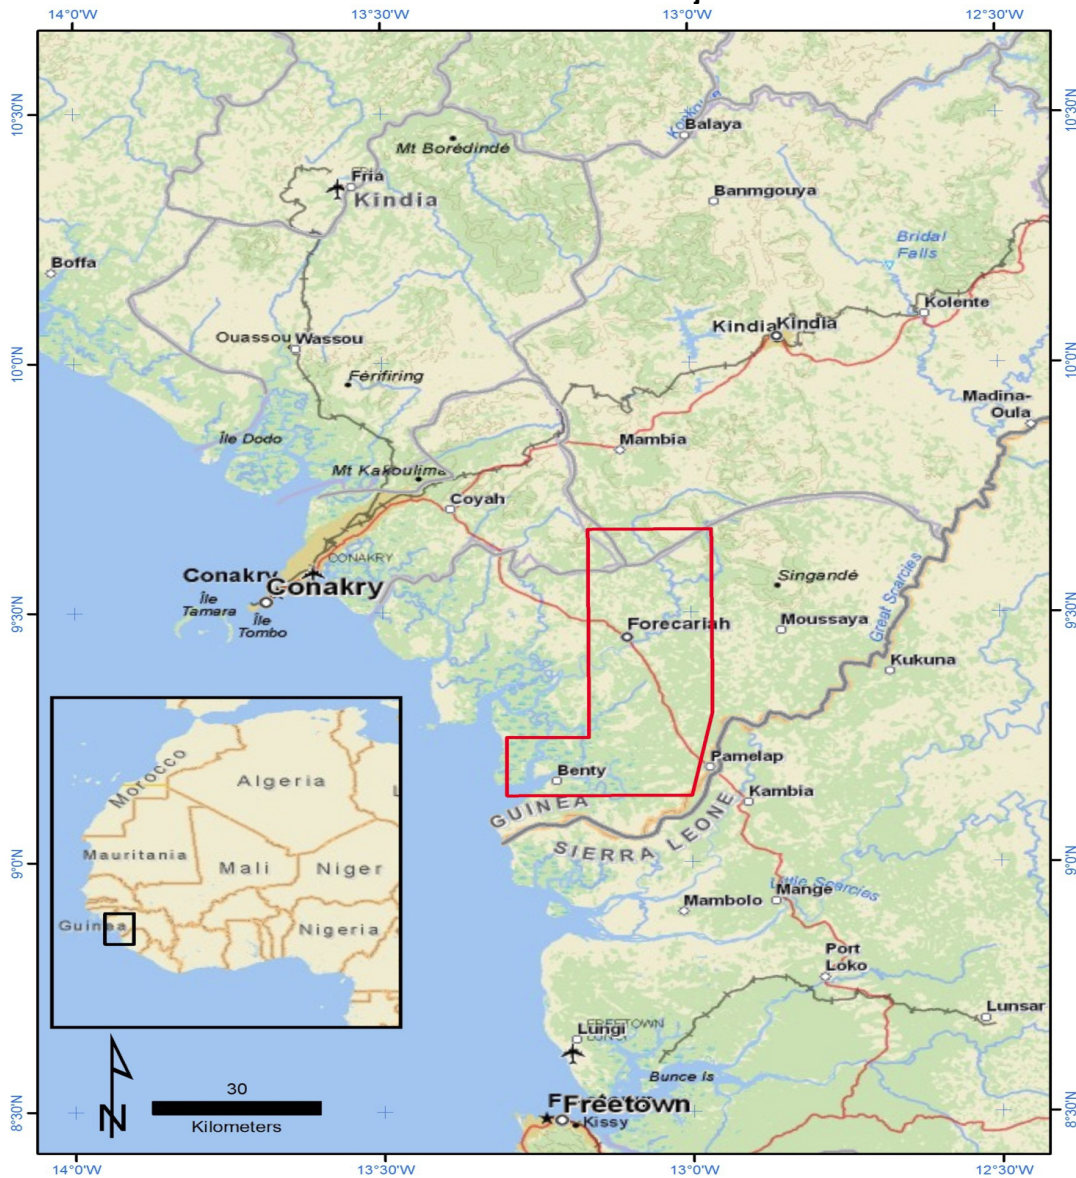 14°0'W 13°30'W 13°0'W 12°30'W
10°30'N
10°30'N
Konkoure
Balaya
Mt Borédindé
Fria
Kindia
Banmgouya
Bridal
Falls
Boffa
Kolente
Kindia Kindia
Ouassou Wassou
10°0'N
10°0'N
Férifiring
Madina-
Oula
Île Dodo
Mambia
Mt Kakoulima
Coyah
CONAKRY
Conakry
Conakry
Singandé
Great Scarcies
Île
Tamara
Île
Tombo
9°30'N
9°30'N
Moussaya
Forecariah
Kukuna
Morocco
Algeria
Mauritania
Mali
Niger
Guinea
Nigeria
Pamelap
Benty
Kambia
GUINEA
SIERRA LEONE
9°0'N
9°0'N
Little Scarcies
Mange
Mambolo
Port
Loko
Lunsar
FREETOWN
Lungi
Bunce Is
N
30
Kilometers
Freetown
Kissy
8°30'N
8°30'N
14°0'W 13°30'W 13°0'W 12°30'W